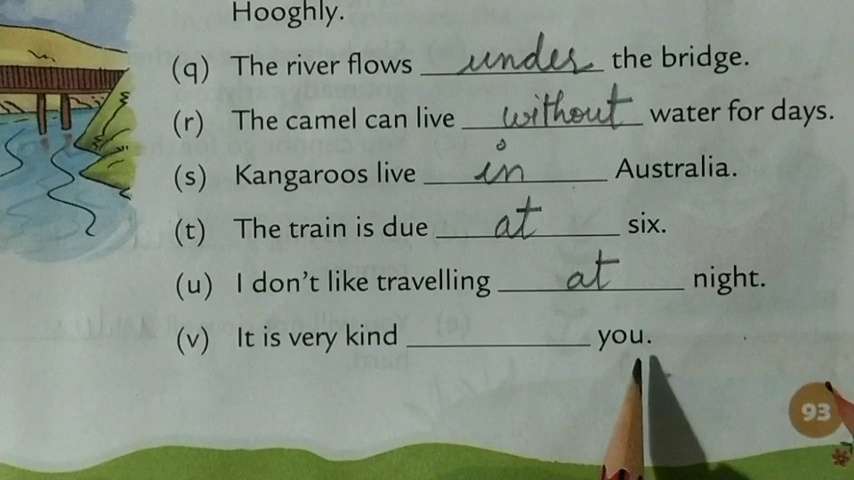 Hooghly.
(q) The river flows under the bridge.
(r) The camel can live without water for days.
(s) Kangaroos live in Australia.
(t) The train is due at six.
(u) I don't like travelling at night.
(v) It is very kind __________ you.
93